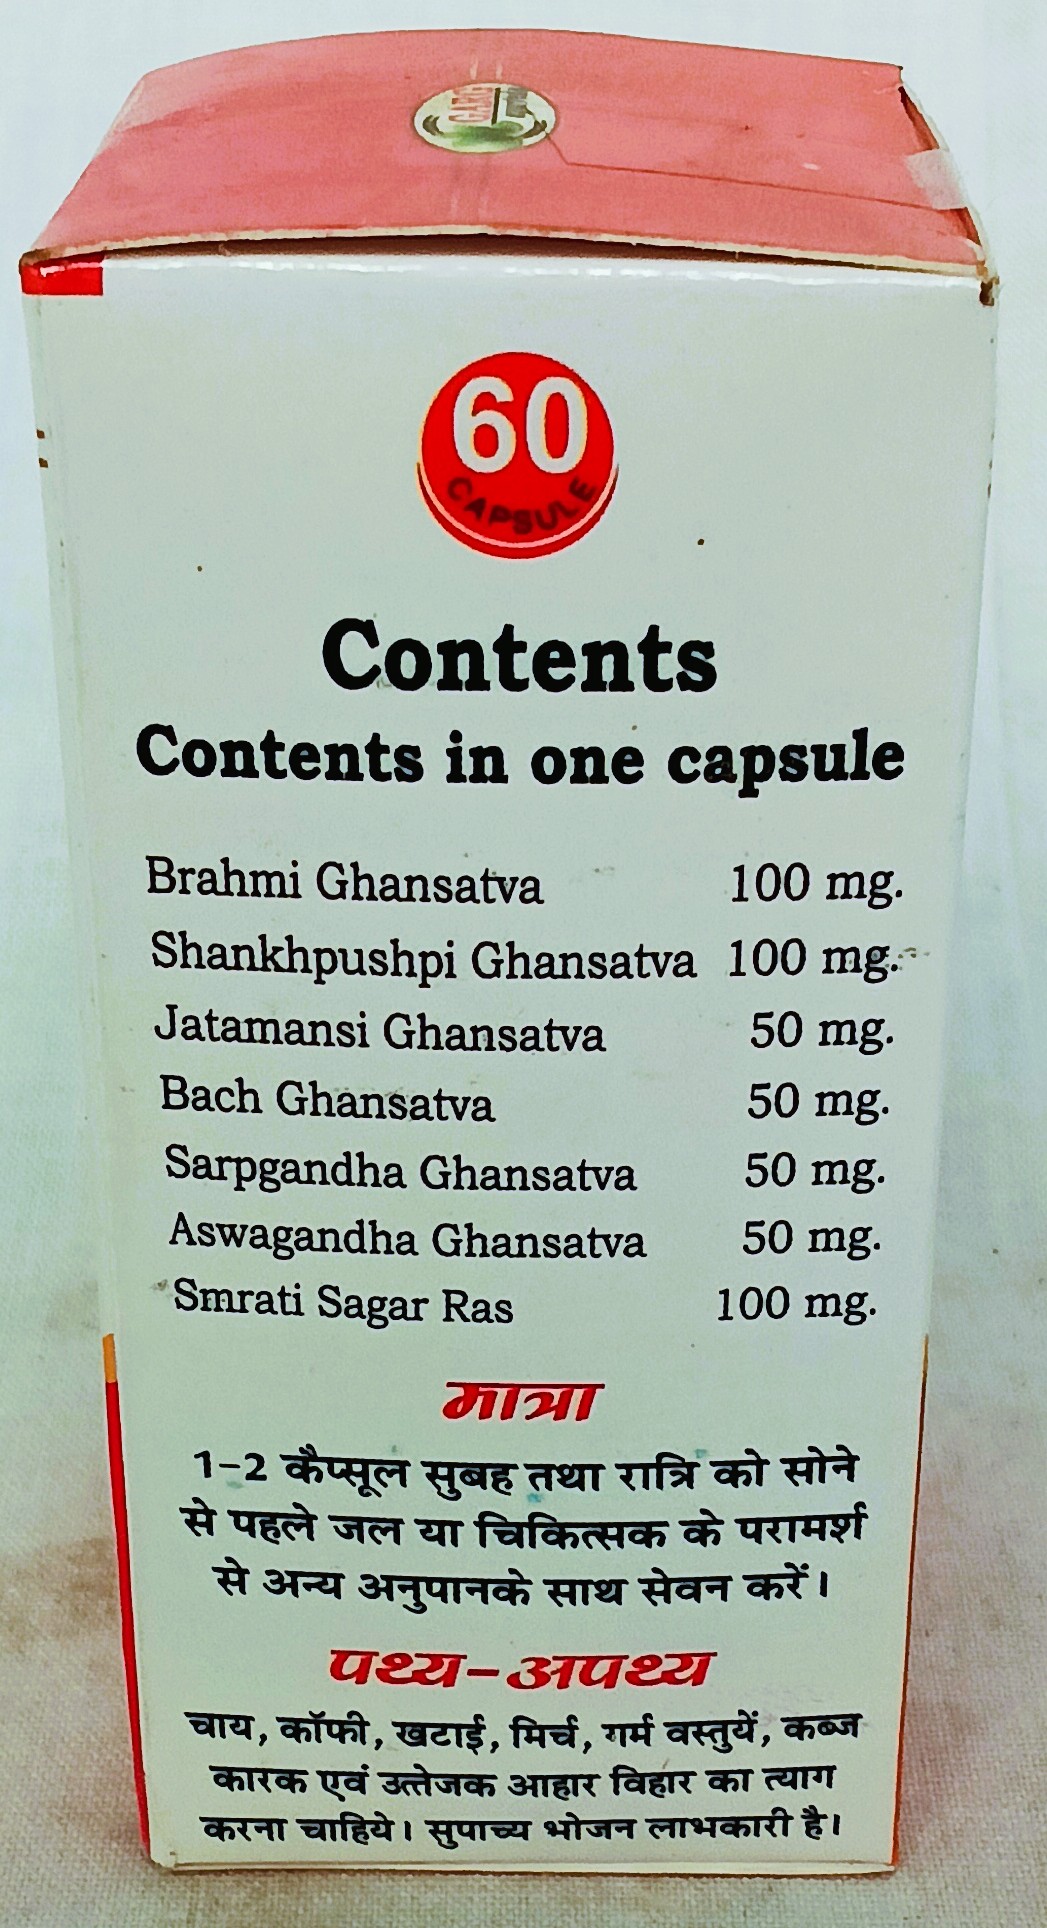 60
CAPSULE
Contents
Contents in one capsule
Brahmi Ghansatva 100 mg.
Shankhpushpi Ghansatva 100 mg.
Jatamansi Ghansatva 50 mg.
Bach Ghansatva 50 mg.
Sarpgandha Ghansatva 50 mg.
Aswagandha Ghansatva 50 mg.
Smrati Sagar Ras 100 mg.
मात्रा
1-2 कैप्सूल सुबह तथा रात्रि को सोने
से पहले जल या चिकित्सक के परामर्श
से अन्य अनुपानके साथ सेवन करें।
पथ्य-अपथ्य
चाय, कॉफी, खटाई, मिर्च, गर्म वस्तुयें, कब्ज
कारक एवं उत्तेजक आहार विहार का त्याग
करना चाहिये। सुपाच्य भोजन लाभकारी है।